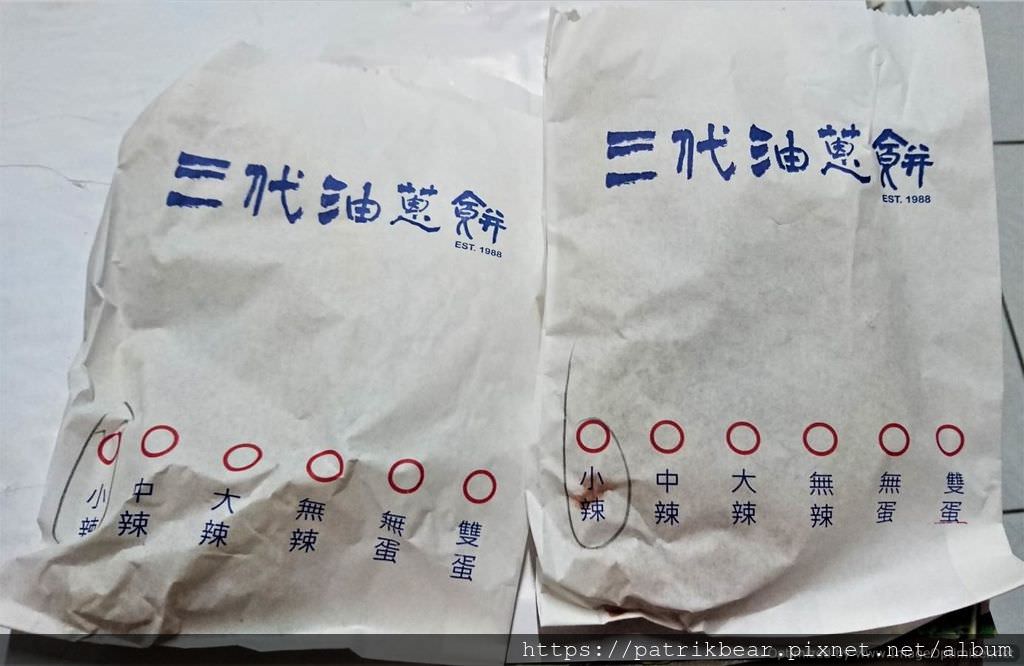 三代油蔥餅
EST. 1988
小辣 中辣 大辣 無辣 無蛋 雙蛋
三代油蔥餅
EST. 1988
小辣 中辣 大辣 無辣 無蛋 雙蛋
https://patrikbear.pixnet.net/album